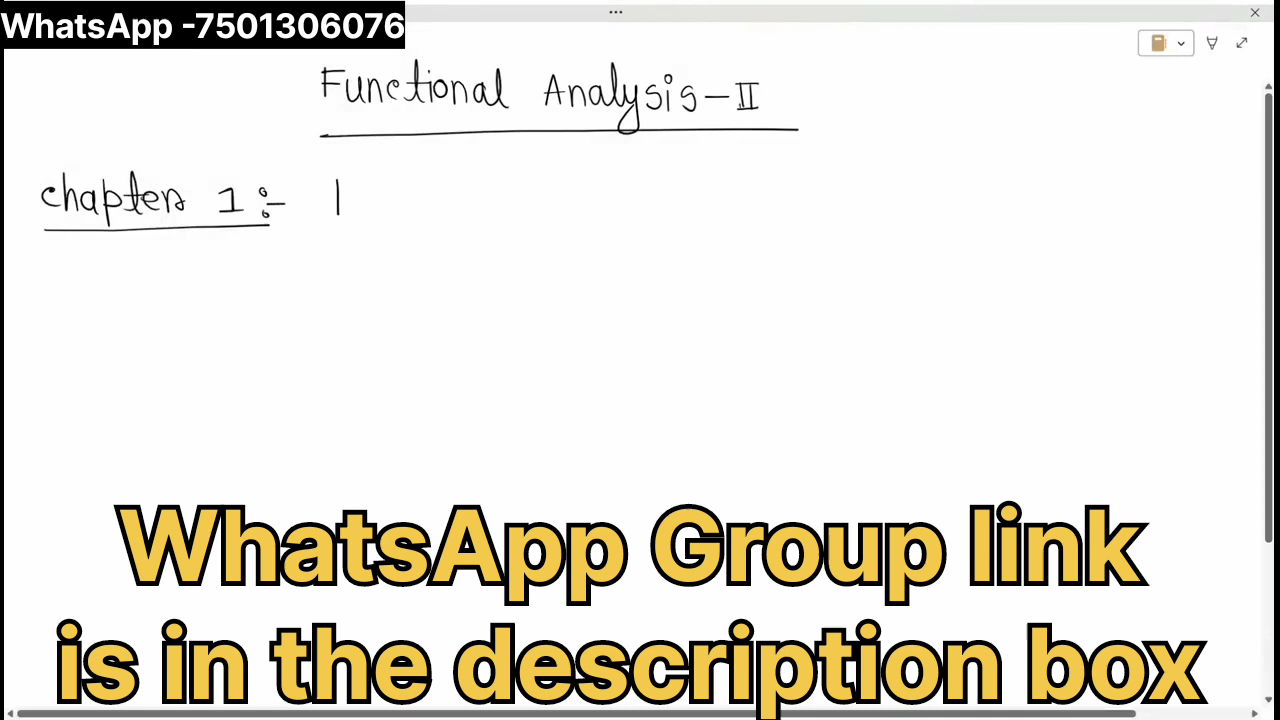 WhatsApp -7501306076
Functional Analysis-II
chapter 1:-
WhatsApp Group link
is in the description box